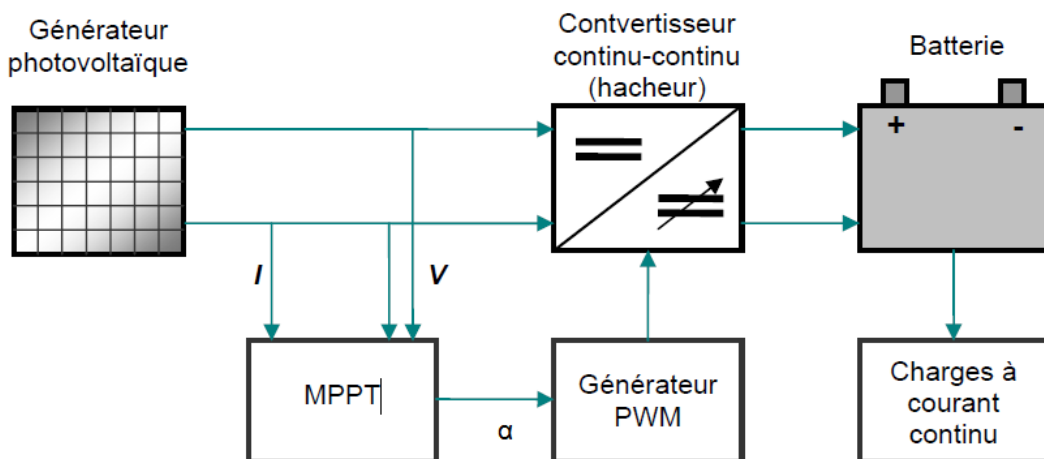 Générateur
photovoltaïque
Contvertisseur
continu-continu
(hacheur)
Batterie
+ -
I
V
MPPT
α
Générateur
PWM
Charges à
courant
continu